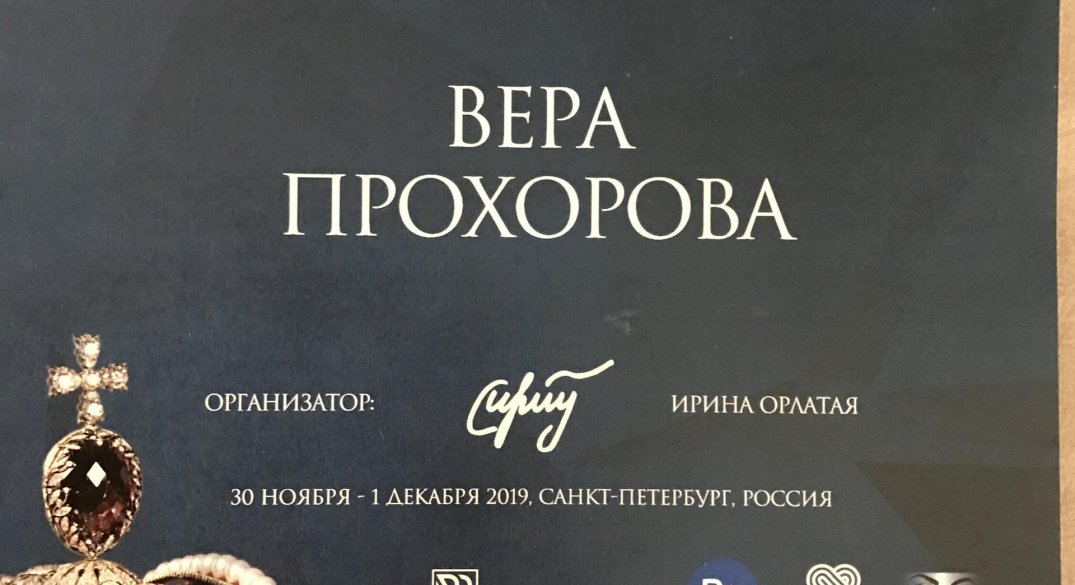 ВЕРА
ПРОХОРОВА
ОРГАНИЗАТОР: ИРИНА ОРЛАТАЯ
30 НОЯБРЯ - 1 ДЕКАБРЯ 2019, САНКТ-ПЕТЕРБУРГ, РОССИЯ